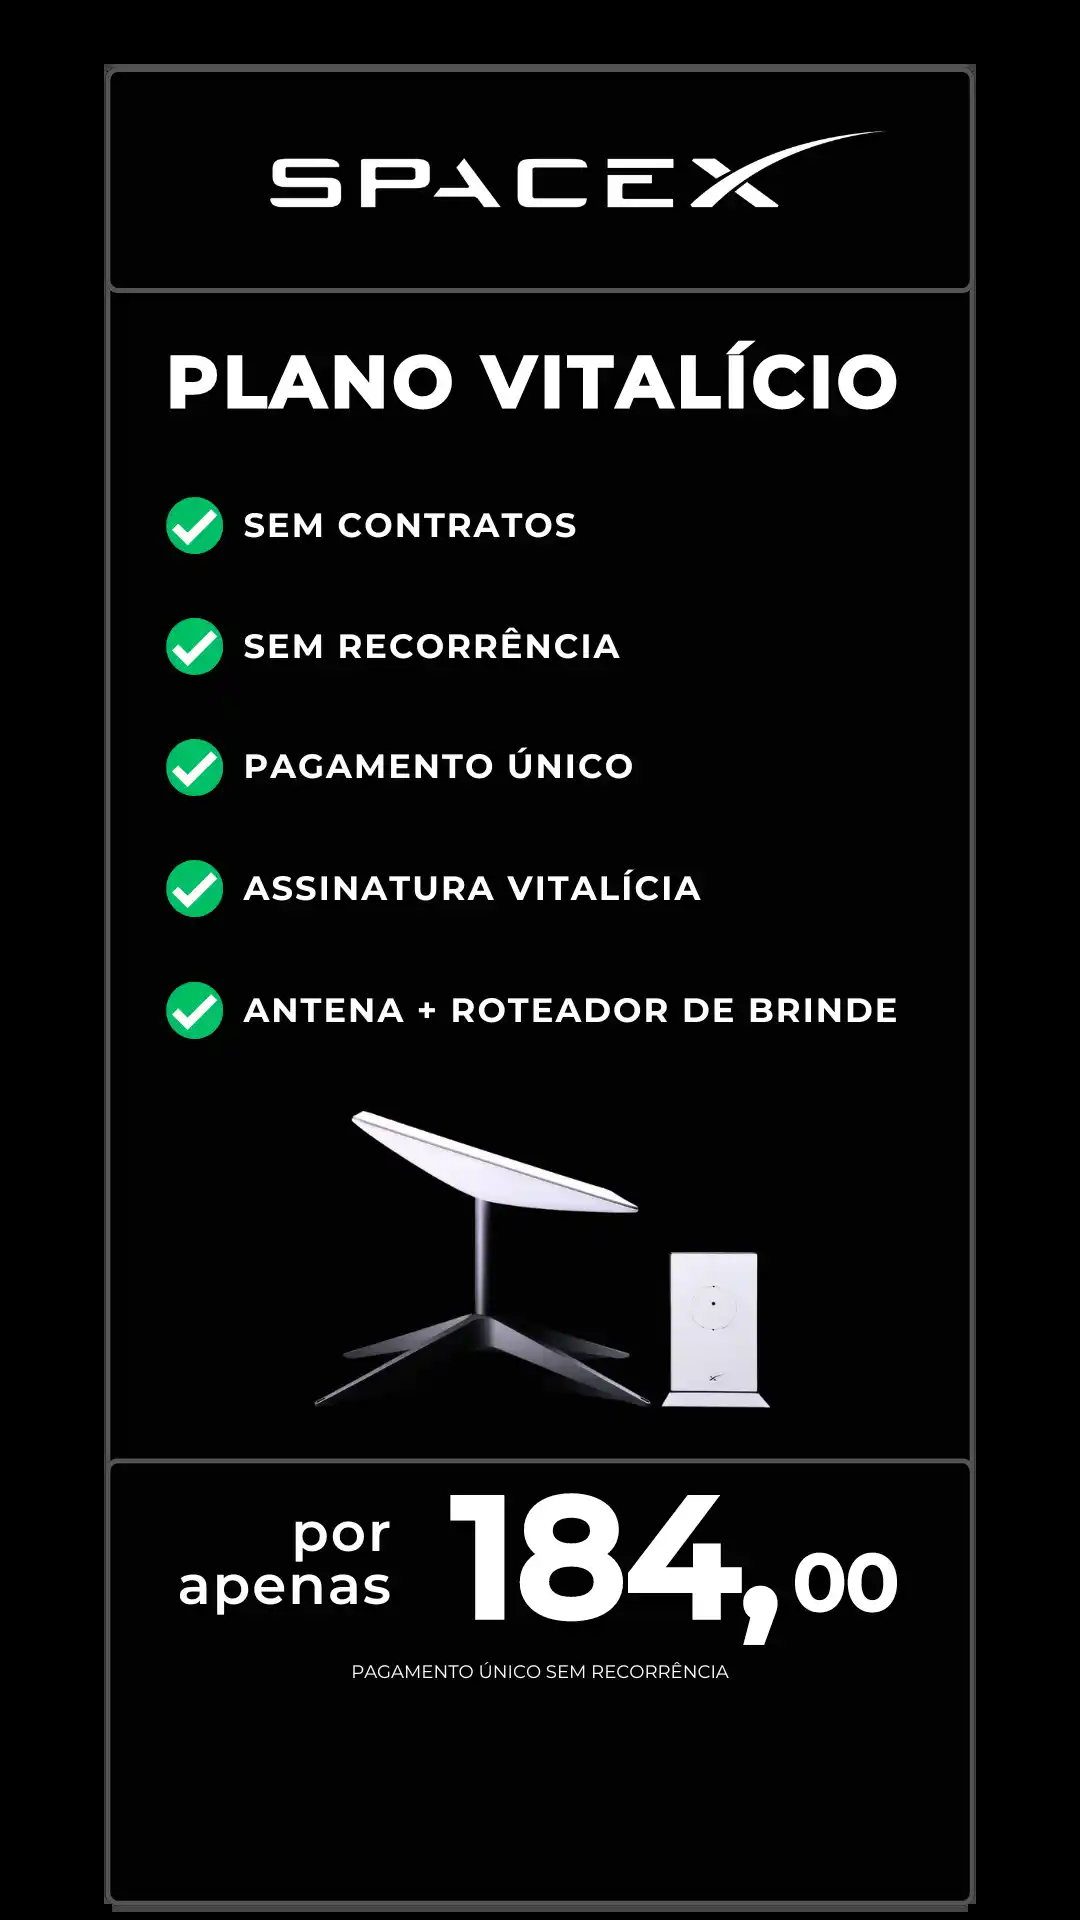 SPACEX
PLANO VITALÍCIO
SEM CONTRATOS
SEM RECORRÊNCIA
PAGAMENTO ÚNICO
ASSINATURA VITALÍCIA
ANTENA + ROTEADOR DE BRINDE
por
apenas
184,00
PAGAMENTO ÚNICO SEM RECORRÊNCIA